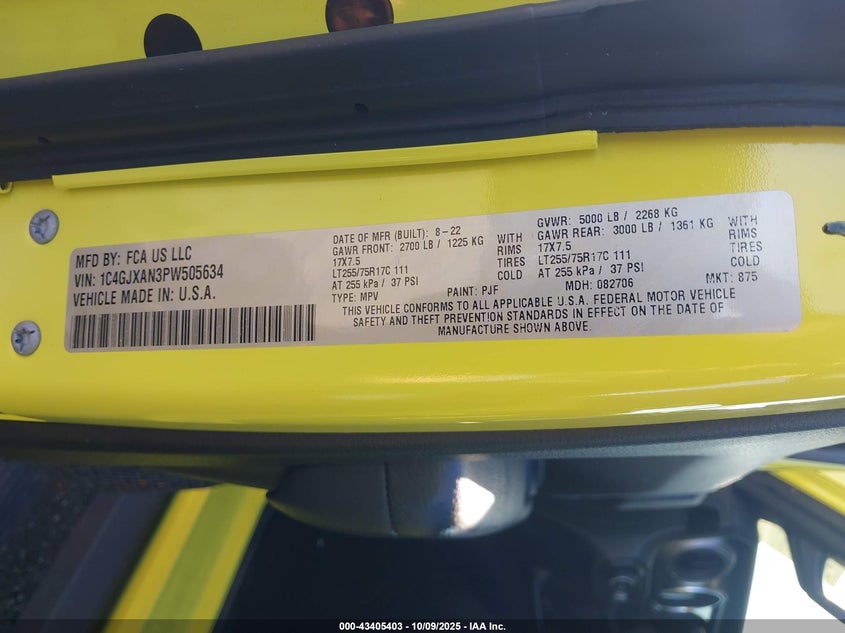 MFD BY: FCA US LLC
VIN: 1C4GJXAN3PW505634
VEHICLE MADE IN: U.S.A.
DATE OF MFR (BUILT): 8-22
GAWR FRONT: 2700 LB / 1225 KG WITH
17X7.5 RIMS
LT255/75R17C 111 TIRES
AT 255 kPa / 37 PSI COLD
TYPE: MPV PAINT: PJF
GVWR: 5000 LB / 2268 KG
GAWR REAR: 3000 LB / 1361 KG WITH
17X7.5 RIMS
LT255/75R17C 111 TIRES
AT 255 kPa / 37 PSI COLD
MDH: 082706 MKT: 875
THIS VEHICLE CONFORMS TO ALL APPLICABLE U.S.A. FEDERAL MOTOR VEHICLE
SAFETY AND THEFT PREVENTION STANDARDS IN EFFECT ON THE DATE OF
MANUFACTURE SHOWN ABOVE.
000-43405403 - 10/09/2025 - IAA Inc.